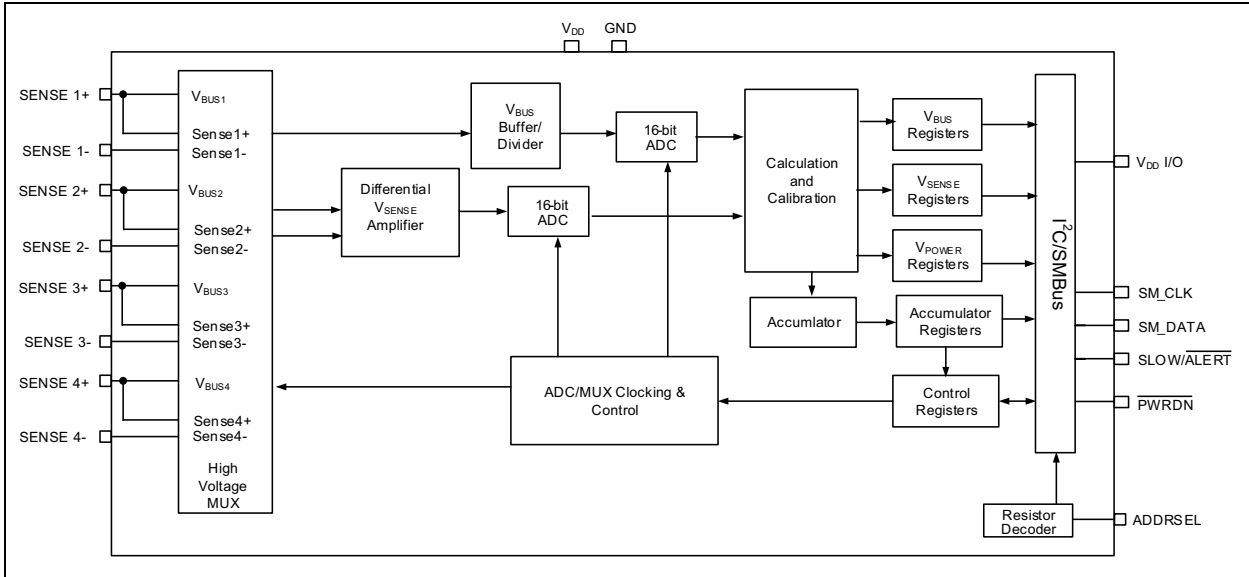 VDD GND
SENSE 1+
SENSE 1-
SENSE 2+
SENSE 2-
SENSE 3+
SENSE 3-
SENSE 4+
SENSE 4-
VBUS1
Sense1+
Sense1-
VBUS2
Sense2+
Sense2-
VBUS3
Sense3+
Sense3-
VBUS4
Sense4+
Sense4-
High
Voltage
MUX
VBUS
Buffer/
Divider
16-bit
ADC
Differential
VSENSE
Amplifier
16-bit
ADC
Calculation
and
Calibration
VBUS
Registers
VSENSE
Registers
VPOWER
Registers
Accumlator
Accumulator
Registers
ADC/MUX Clocking &
Control
Control
Registers
I²C/SMBus
Resistor
Decoder
VDD I/O
SM_CLK
SM_DATA
SLOW/ALERT
PWRDN
ADDRSEL